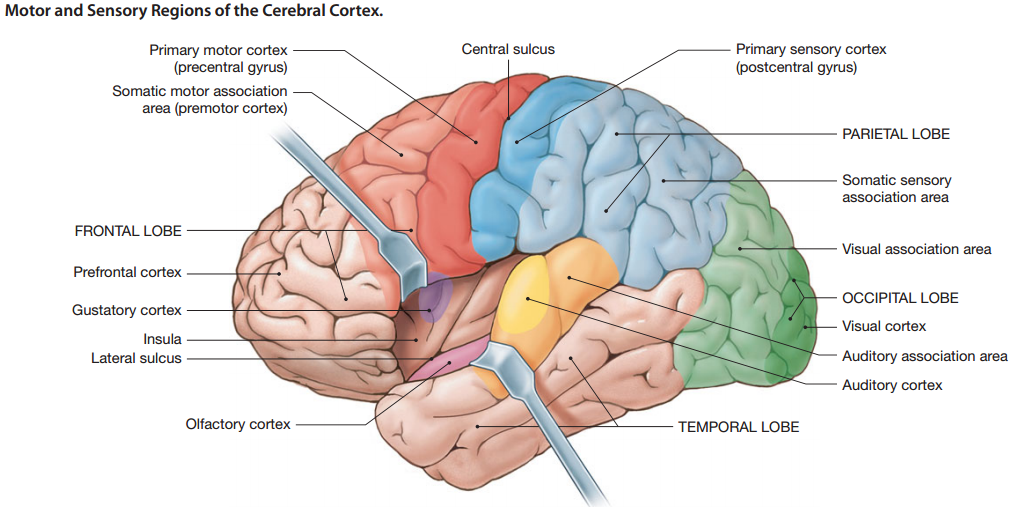 Motor and Sensory Regions of the Cerebral Cortex.
Primary motor cortex
(precentral gyrus)
Somatic motor association
area (premotor cortex)
FRONTAL LOBE
Prefrontal cortex
Gustatory cortex
Insula
Lateral sulcus
Olfactory cortex
Central sulcus
Primary sensory cortex
(postcentral gyrus)
PARIETAL LOBE
Somatic sensory
association area
Visual association area
OCCIPITAL LOBE
Visual cortex
Auditory association area
Auditory cortex
TEMPORAL LOBE